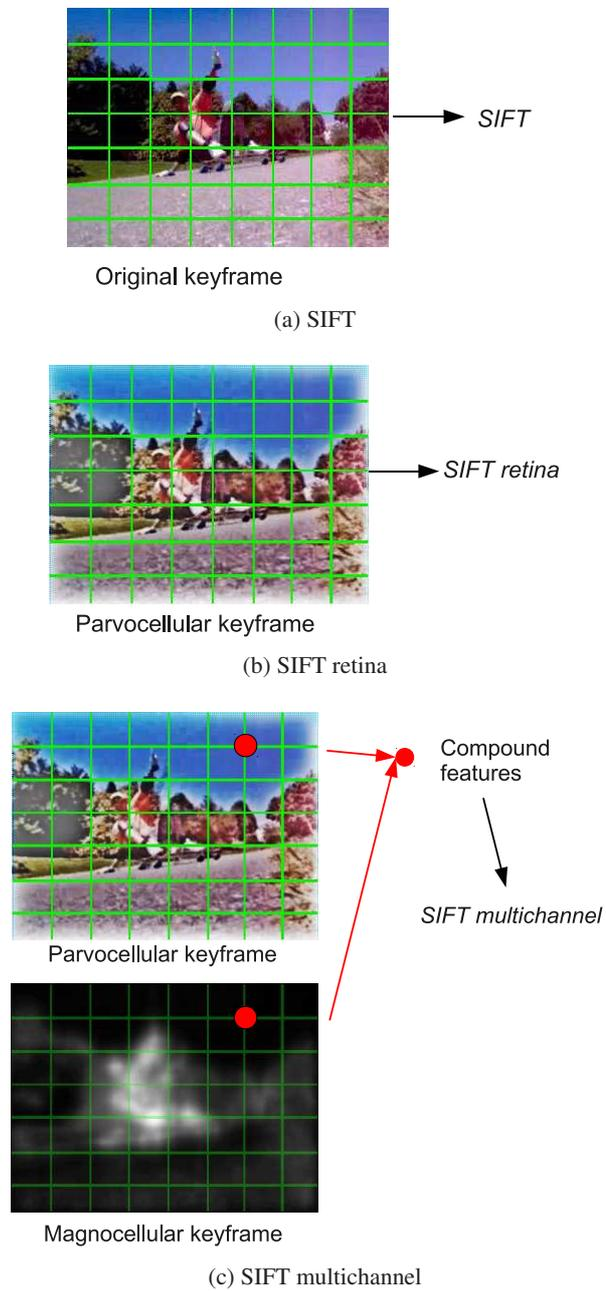 SIFT
Original keyframe
(a) SIFT
SIFT retina
Parvocellular keyframe
(b) SIFT retina
Compound
features
SIFT multichannel
Parvocellular keyframe
Magnocellular keyframe
(c) SIFT multichannel